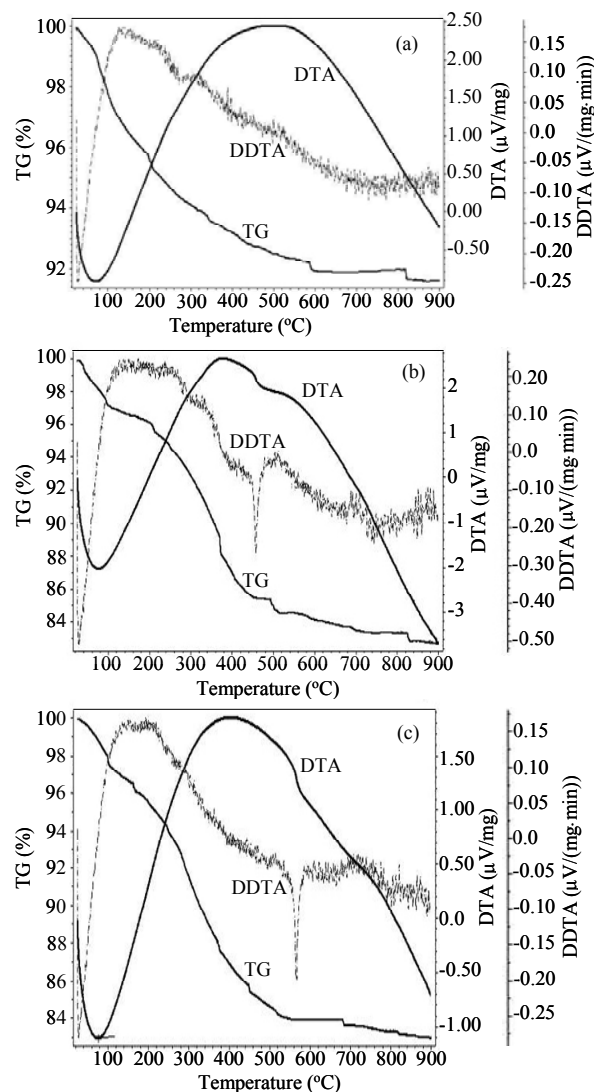 (a)
TG (%)
100
98
96
94
92
DTA
DDTA
TG
2.50
2.00
1.50
1.00
0.50
0.00
-0.50
DTA (µV/mg)
0.15
0.10
0.05
0.0
-0.05
-0.10
-0.15
-0.20
-0.25
DDTA (µV/(mg·min))
100 200 300 400 500 600 700 800 900
Temperature (ºC)
(b)
TG (%)
100
98
96
94
92
90
88
86
84
DTA
DDTA
TG
2
1
0
-1
-2
-3
DTA (µV/mg)
0.20
0.10
0.0
-0.10
-0.20
-0.30
-0.40
-0.50
DDTA (µV/(mg·min))
100 200 300 400 500 600 700 800 900
Temperature (ºC)
(c)
TG (%)
100
98
96
94
92
90
88
86
84
DTA
DDTA
TG
1.50
1.00
0.50
0.0
-0.50
-1.00
DTA (µV/mg)
0.15
0.10
0.05
0.0
-0.05
-0.10
-0.15
-0.20
-0.25
DDTA (µV/(mg·min))
100 200 300 400 500 600 700 800 900
Temperature (ºC)